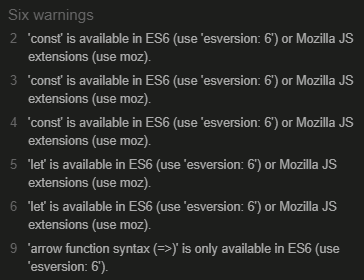 Six warnings
2 'const' is available in ES6 (use 'esversion: 6') or Mozilla JS
extensions (use moz).
3 'const' is available in ES6 (use 'esversion: 6') or Mozilla JS
extensions (use moz).
4 'const' is available in ES6 (use 'esversion: 6') or Mozilla JS
extensions (use moz).
5 'let' is available in ES6 (use 'esversion: 6') or Mozilla JS
extensions (use moz).
6 'let' is available in ES6 (use 'esversion: 6') or Mozilla JS
extensions (use moz).
9 'arrow function syntax (=>)' is only available in ES6 (use
'esversion: 6').